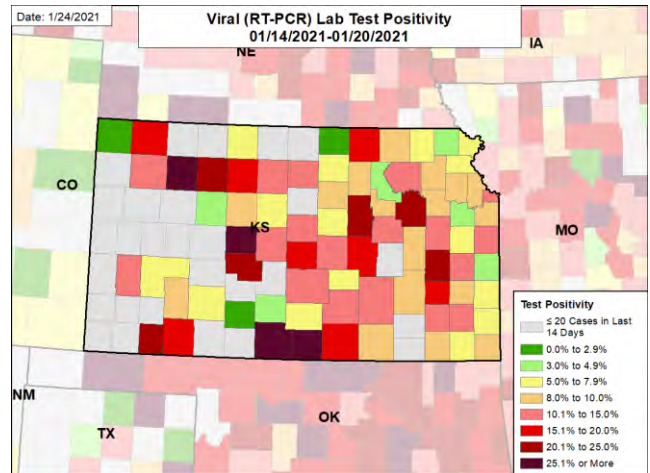 Date: 1/24/2021
Viral (RT-PCR) Lab Test Positivity
01/14/2021-01/20/2021
NE
IA
CO
KS
MO
NM
TX
OK
Test Positivity
≤ 20 Cases in Last
14 Days
0.0% to 2.9%
3.0% to 4.9%
5.0% to 7.9%
8.0% to 10.0%
10.1% to 15.0%
15.1% to 20.0%
20.1% to 25.0%
25.1% or More